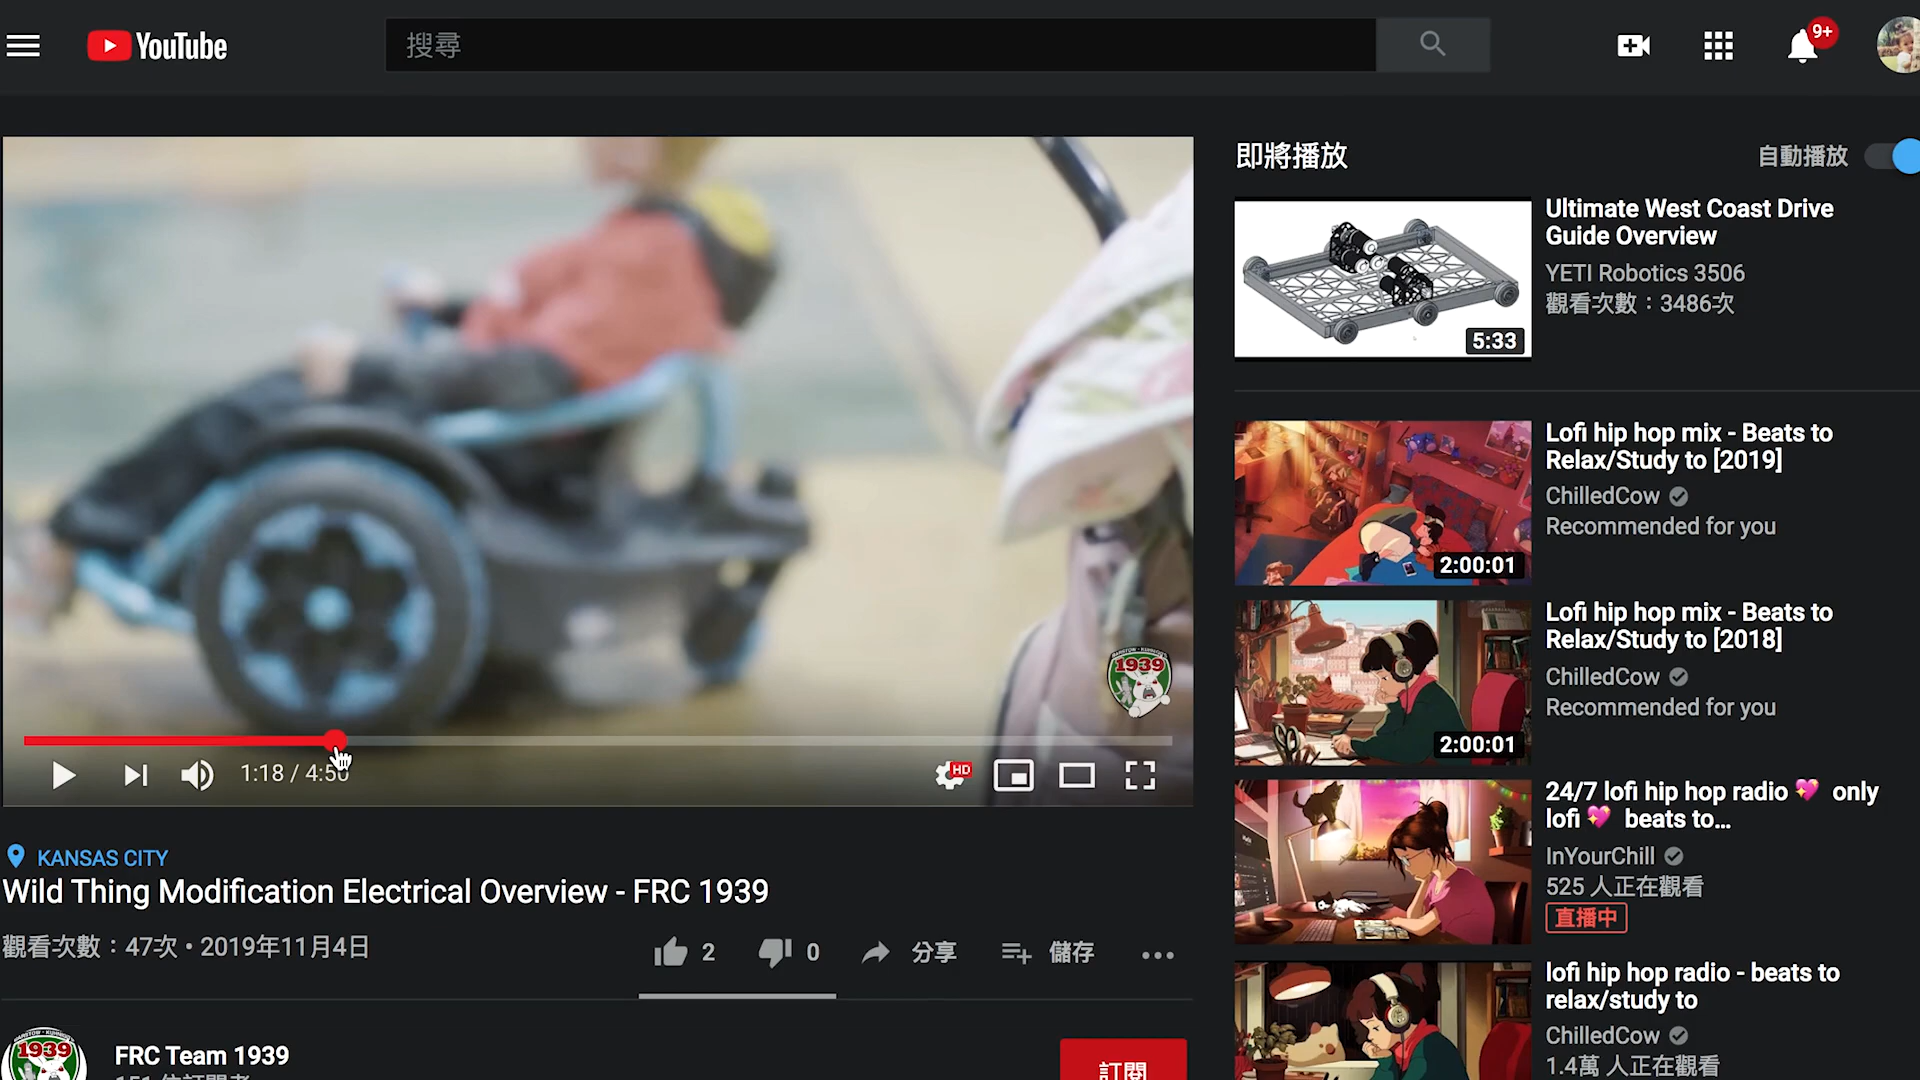 YouTube
搜尋
9+
1939
1:18 / 4:50
HD
KANSAS CITY
Wild Thing Modification Electrical Overview - FRC 1939
觀看次數：47次 • 2019年11月4日
2
0
分享
儲存
1939
FRC Team 1939
訂閱
即將播放
自動播放
5:33
Ultimate West Coast Drive
Guide Overview
YETI Robotics 3506
觀看次數：3486次
2:00:01
Lofi hip hop mix - Beats to
Relax/Study to [2019]
ChilledCow
Recommended for you
2:00:01
Lofi hip hop mix - Beats to
Relax/Study to [2018]
ChilledCow
Recommended for you
24/7 lofi hip hop radio 💖 only
lofi 💖 beats to...
InYourChill
525 人正在觀看
直播中
lofi hip hop radio - beats to
relax/study to
ChilledCow
1.4萬 人正在觀看